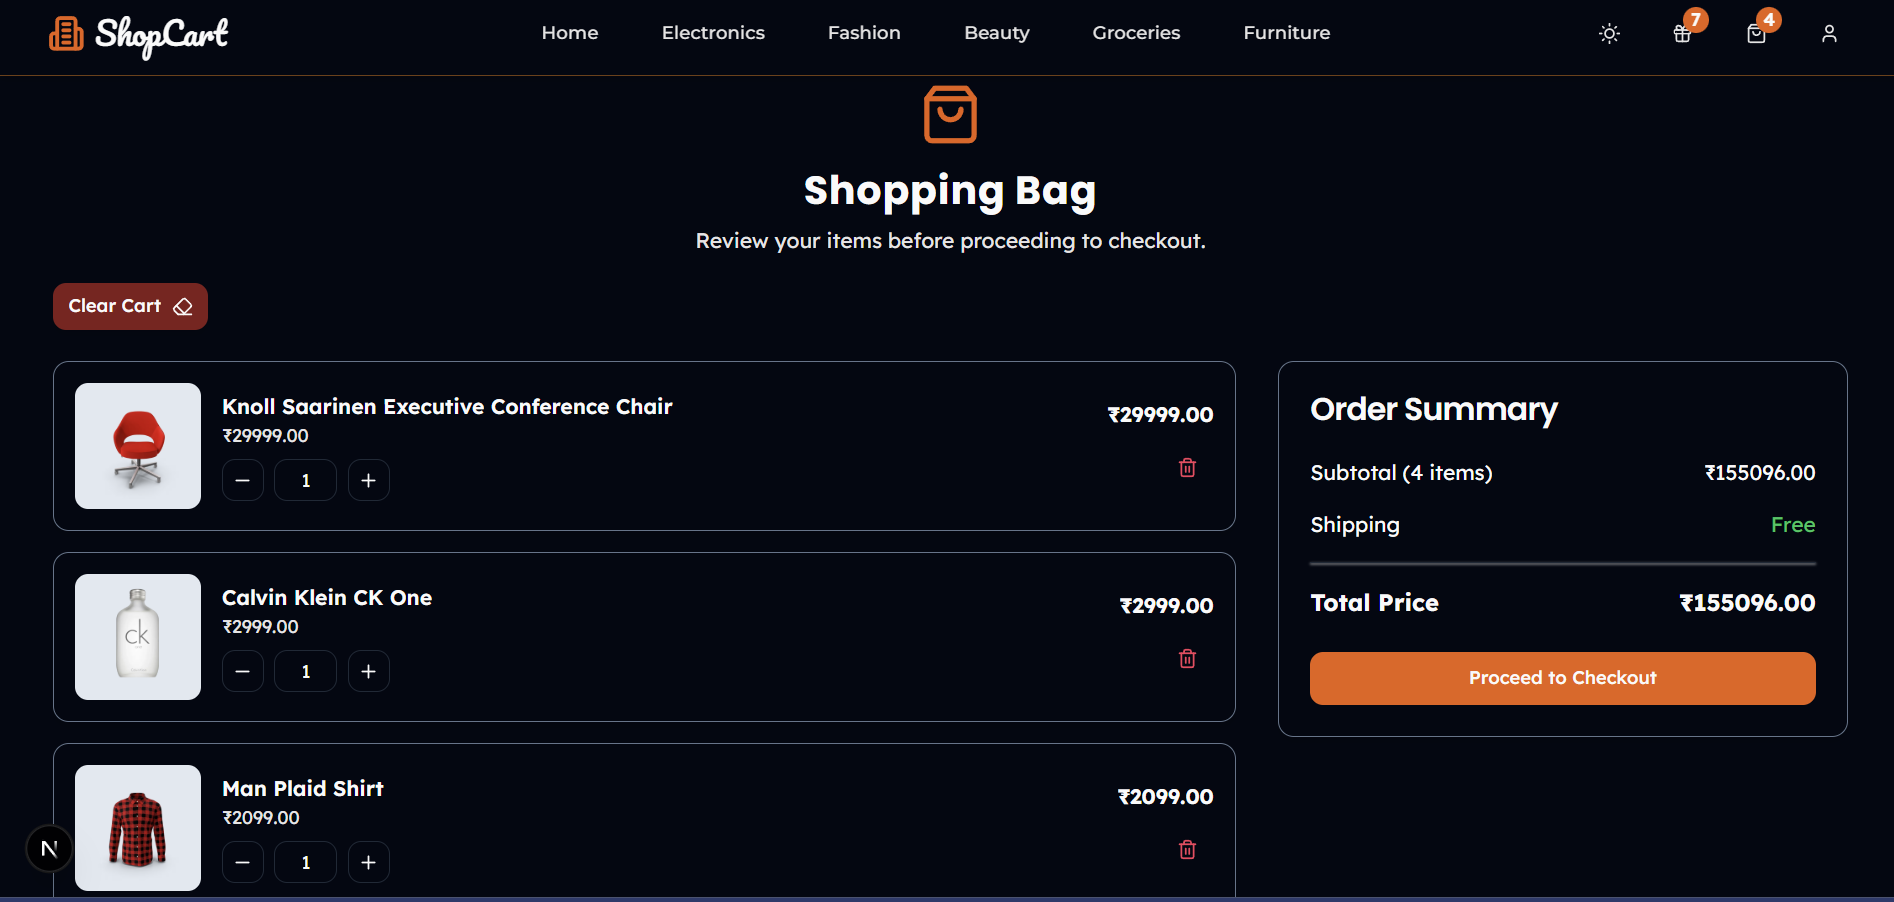 ShopCart
Home Electronics Fashion Beauty Groceries Furniture
7 4
Shopping Bag
Review your items before proceeding to checkout.
Clear Cart
Knoll Saarinen Executive Conference Chair
₹29999.00
₹29999.00
1
ck
Calvin Klein CK One
₹2999.00
₹2999.00
1
Man Plaid Shirt
₹2099.00
₹2099.00
1
N
Order Summary
Subtotal (4 items) ₹155096.00
Shipping Free
Total Price ₹155096.00
Proceed to Checkout